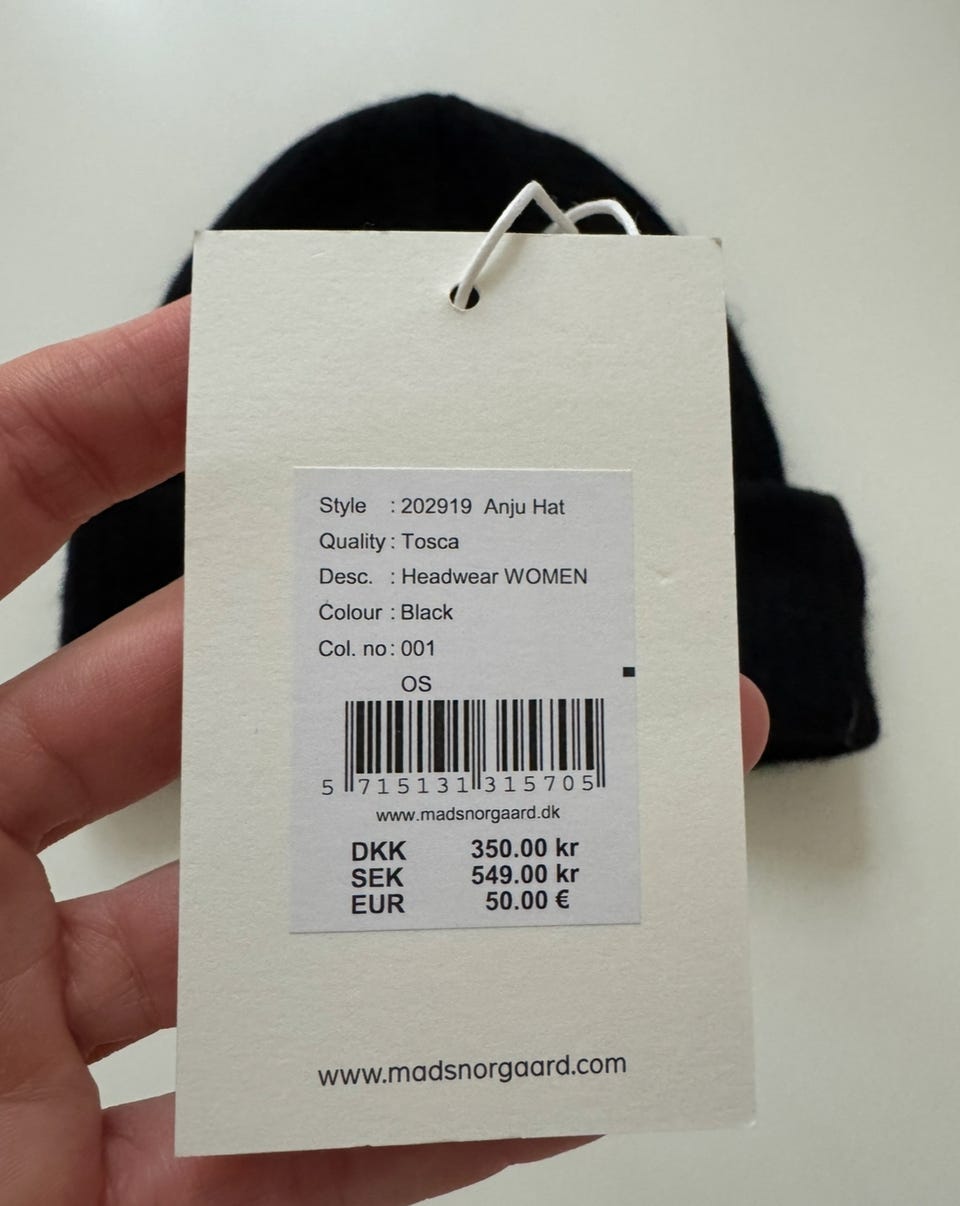 Style : 202919 Anju Hat
Quality : Tosca
Desc. : Headwear WOMEN
Colour : Black
Col. no : 001
OS
5 715131 315705
www.madsnorgaard.dk
DKK 350.00 kr
SEK 549.00 kr
EUR 50.00 €
www.madsnorgaard.com